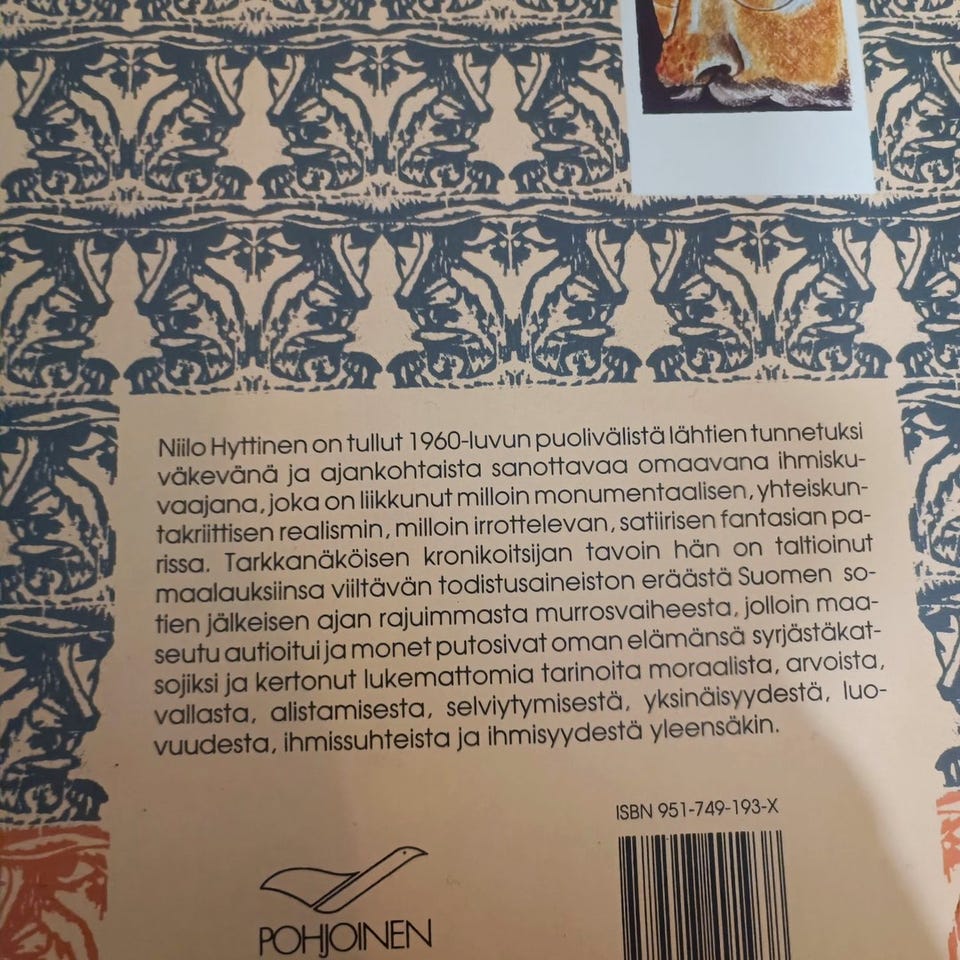 Niilo Hyttinen on tullut 1960-luvun puolivälistä lähtien tunnetuksi
väkevänä ja ajankohtaista sanottavaa omaavana ihmisku-
vaajana, joka on liikkunut milloin monumentaalisen, yhteiskun-
takriittisen realismin, milloin irrottelevan, satiirisen fantasian pa-
rissa. Tarkkanäköisen kronikoitsijan tavoin hän on taltioinut
maalauksiinsa viiltävän todistusaineiston eräästä Suomen so-
tien jälkeisen ajan rajuimmasta murrosvaiheesta, jolloin maa-
seutu autioitui ja monet putosivat oman elämänsä syrjästäkat-
sojiksi ja kertonut lukemattomia tarinoita moraalista, arvoista,
vallasta, alistamisesta, selviytymisestä, yksinäisyydestä, luo-
vuudesta, ihmissuhteista ja ihmisyydestä yleensäkin.
ISBN 951-749-193-X
POHJOINEN